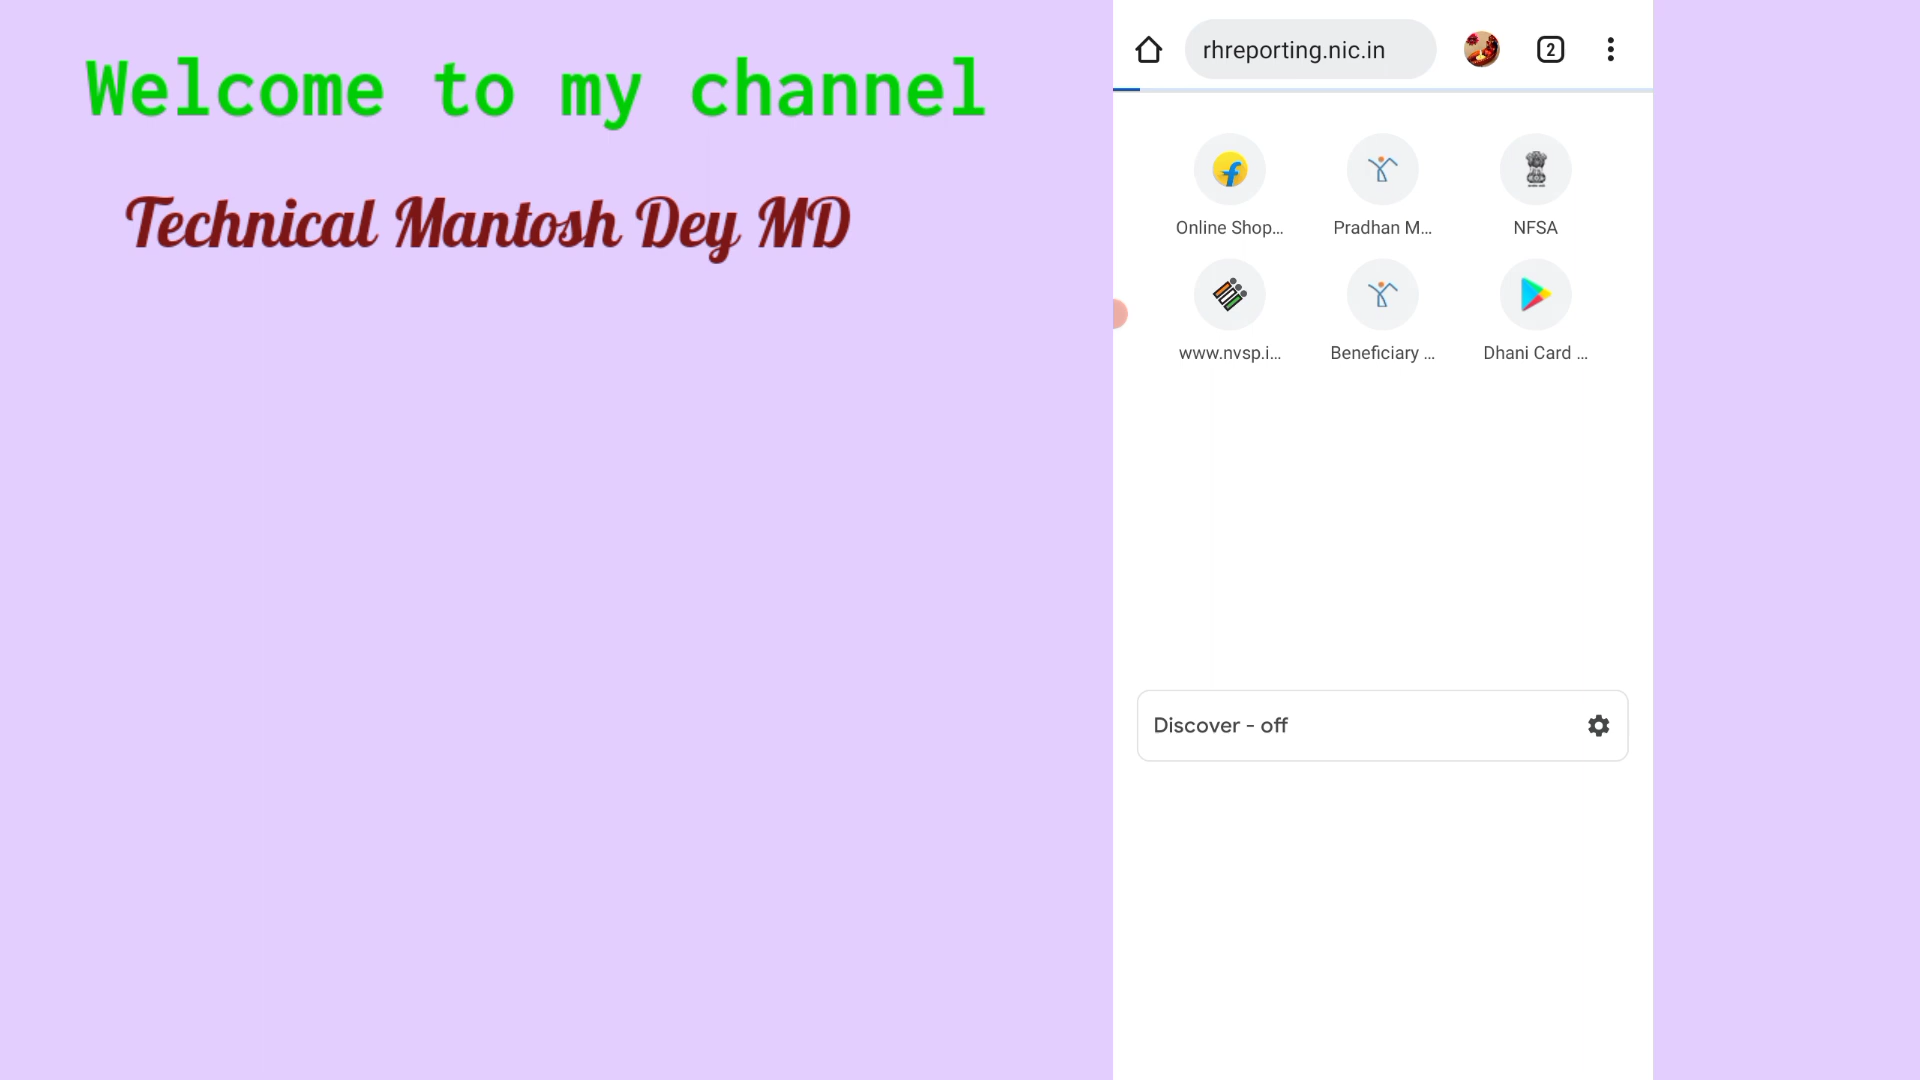 Welcome to my channel
Technical Mantosh Dey MD
rhreporting.nic.in
2
Online Shop...
Pradhan M...
NFSA
www.nvsp.i...
Beneficiary ...
Dhani Card ...
Discover - off